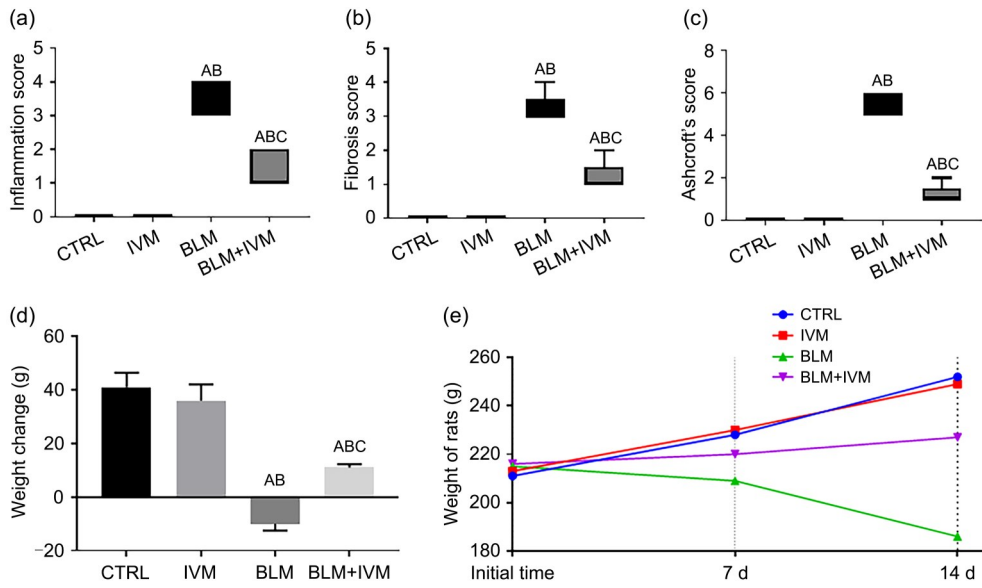 (a)
Inflammation score
5
4
3
2
1
0
AB
ABC
CTRL
IVM
BLM
BLM+IVM
(b)
Fibrosis score
5
4
3
2
1
0
AB
ABC
CTRL
IVM
BLM
BLM+IVM
(c)
Ashcroft's score
8
6
4
2
0
AB
ABC
CTRL
IVM
BLM
BLM+IVM
(d)
Weight change (g)
60
40
20
0
−20
AB
ABC
CTRL
IVM
BLM
BLM+IVM
(e)
CTRL
IVM
BLM
BLM+IVM
Weight of rats (g)
260
240
220
200
180
Initial time
7 d
14 d